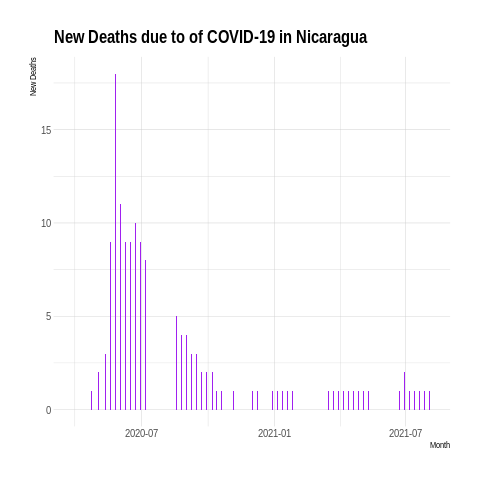 New Deaths due to of COVID-19 in Nicaragua
New Deaths
15
10
5
0
2020-07
2021-01
2021-07
Month